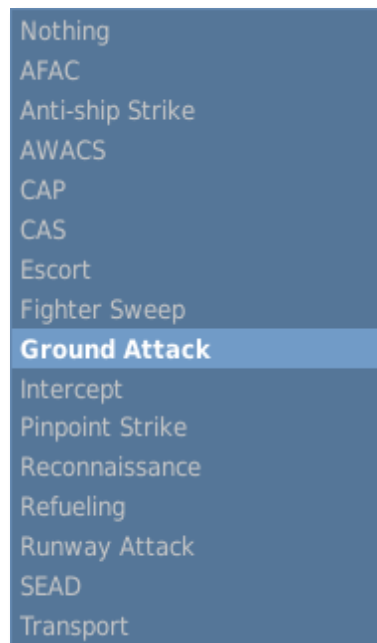 Nothing
AFAC
Anti-ship Strike
AWACS
CAP
CAS
Escort
Fighter Sweep
Ground Attack
Intercept
Pinpoint Strike
Reconnaissance
Refueling
Runway Attack
SEAD
Transport